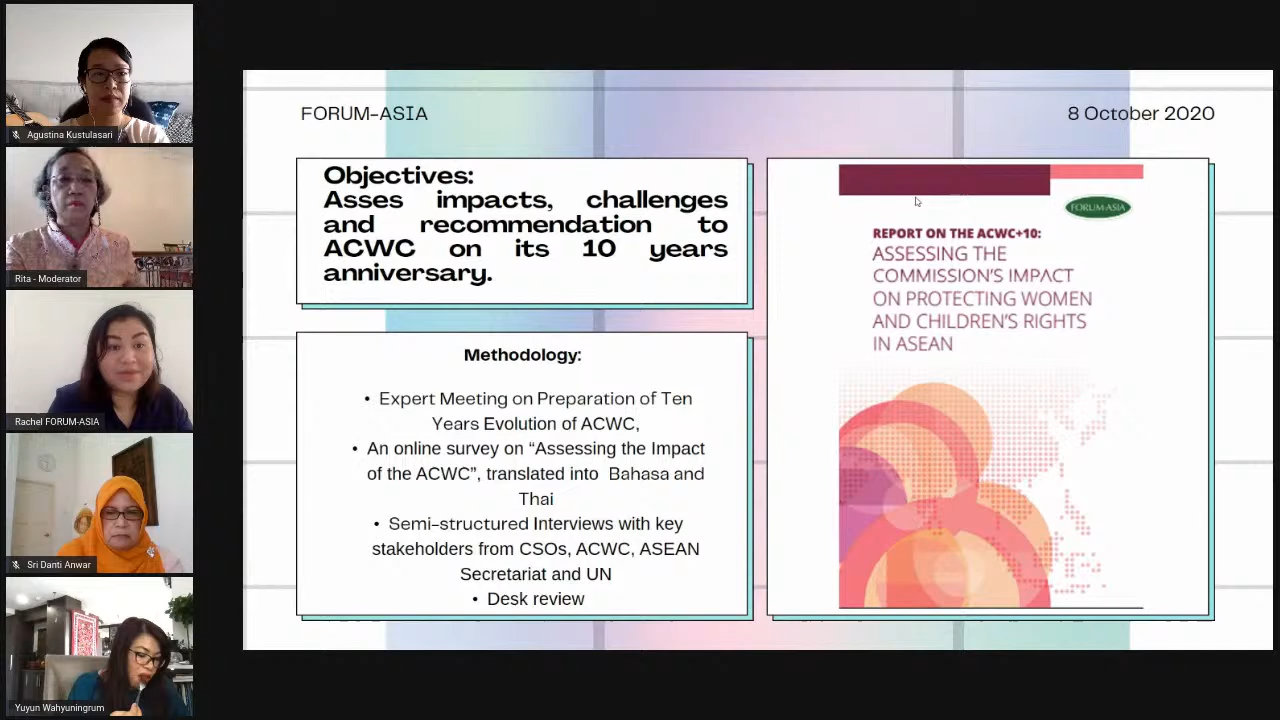 Agustina Kustulasari
Rita - Moderator
Rachel FORUM-ASIA
Sri Danti Anwar
Yuyun Wahyuningrum
FORUM-ASIA
8 October 2020
Objectives:
Asses impacts, challenges
and recommendation to
ACWC on its 10 years
anniversary.
Methodology:
• Expert Meeting on Preparation of Ten
Years Evolution of ACWC,
• An online survey on “Assessing the Impact
of the ACWC”, translated into Bahasa and
Thai
• Semi-structured Interviews with key
stakeholders from CSOs, ACWC, ASEAN
Secretariat and UN
• Desk review
FORUM-ASIA
REPORT ON THE ACWC+10:
ASSESSING THE
COMMISSION'S IMPACT
ON PROTECTING WOMEN
AND CHILDREN'S RIGHTS
IN ASEAN